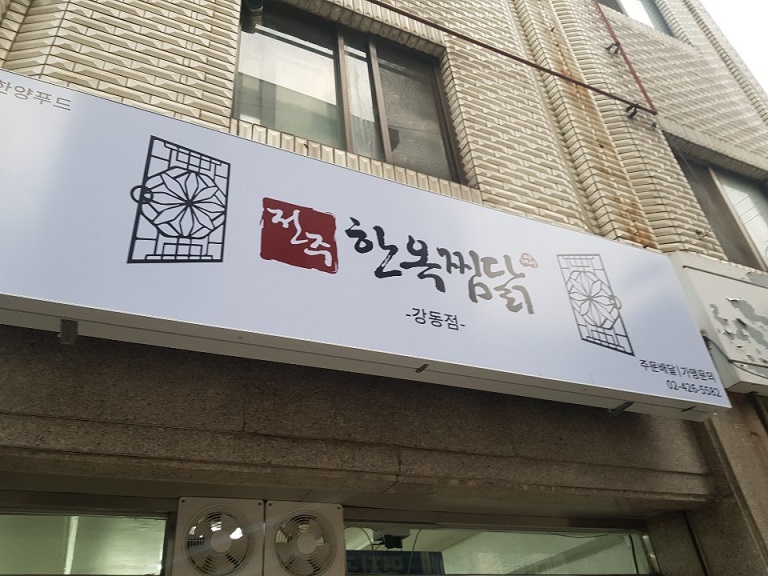 한양푸드
전주 한옥찜닭
-강동점-
주문배달|가맹문의
02-426-5582